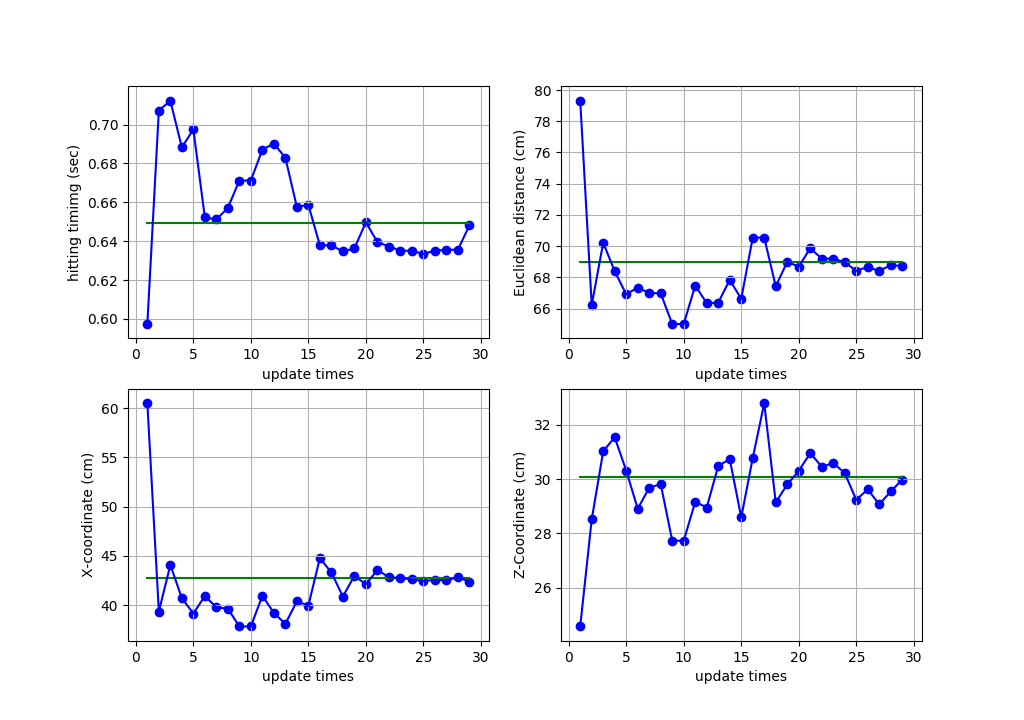 hitting timimg (sec)
0.70
0.68
0.66
0.64
0.62
0.60
0 5 10 15 20 25 30
update times
Euclidean distance (cm)
80
78
76
74
72
70
68
66
0 5 10 15 20 25 30
update times
X-coordinate (cm)
60
55
50
45
40
0 5 10 15 20 25 30
update times
Z-Coordinate (cm)
32
30
28
26
0 5 10 15 20 25 30
update times